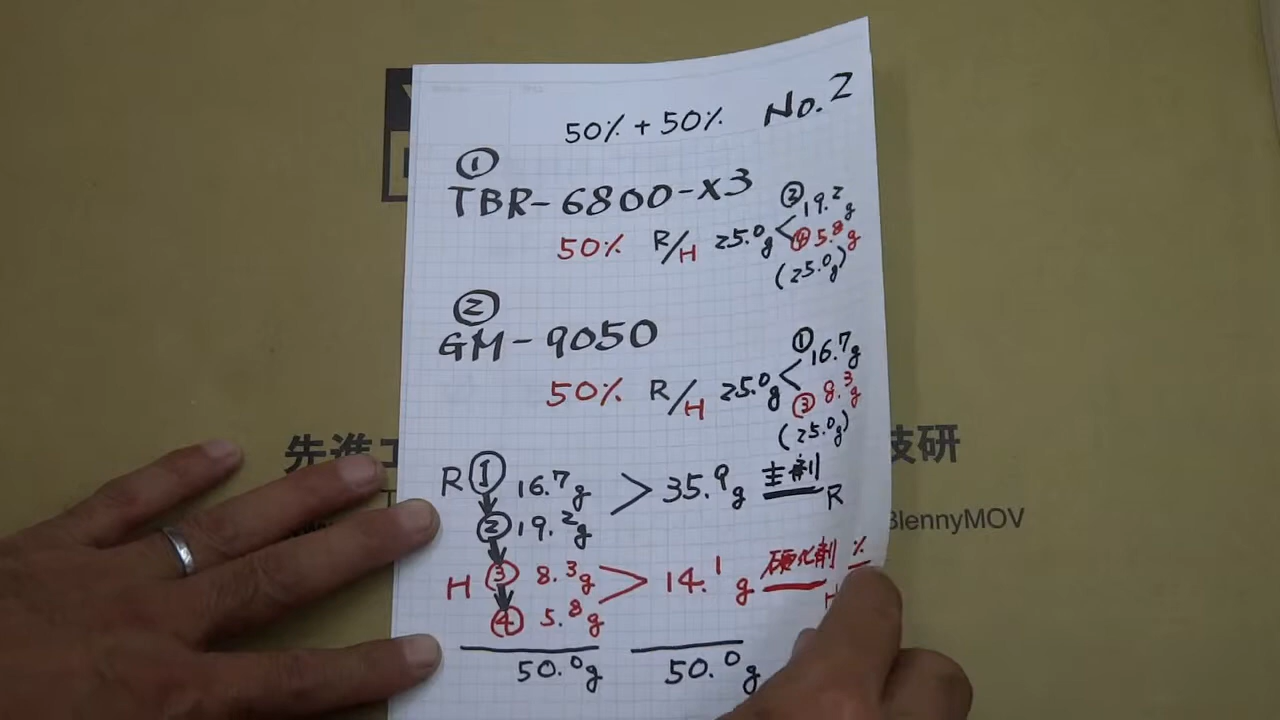 50% + 50% No.2
①
TBR-6800-X3
② 19.2g
50% R/H 25.0g < ④ 5.8g
(25.0g)
②
GM-9050
① 16.7g
50% R/H 25.0g < ③ 8.3g
(25.0g)
R ① 16.7g > 35.9g 主剤 R
② 19.2g
H ③ 8.3g > 14.1g 硬化剤
④ 5.8g
50.0g 50.0g
先進工
技研
BlennyMOV